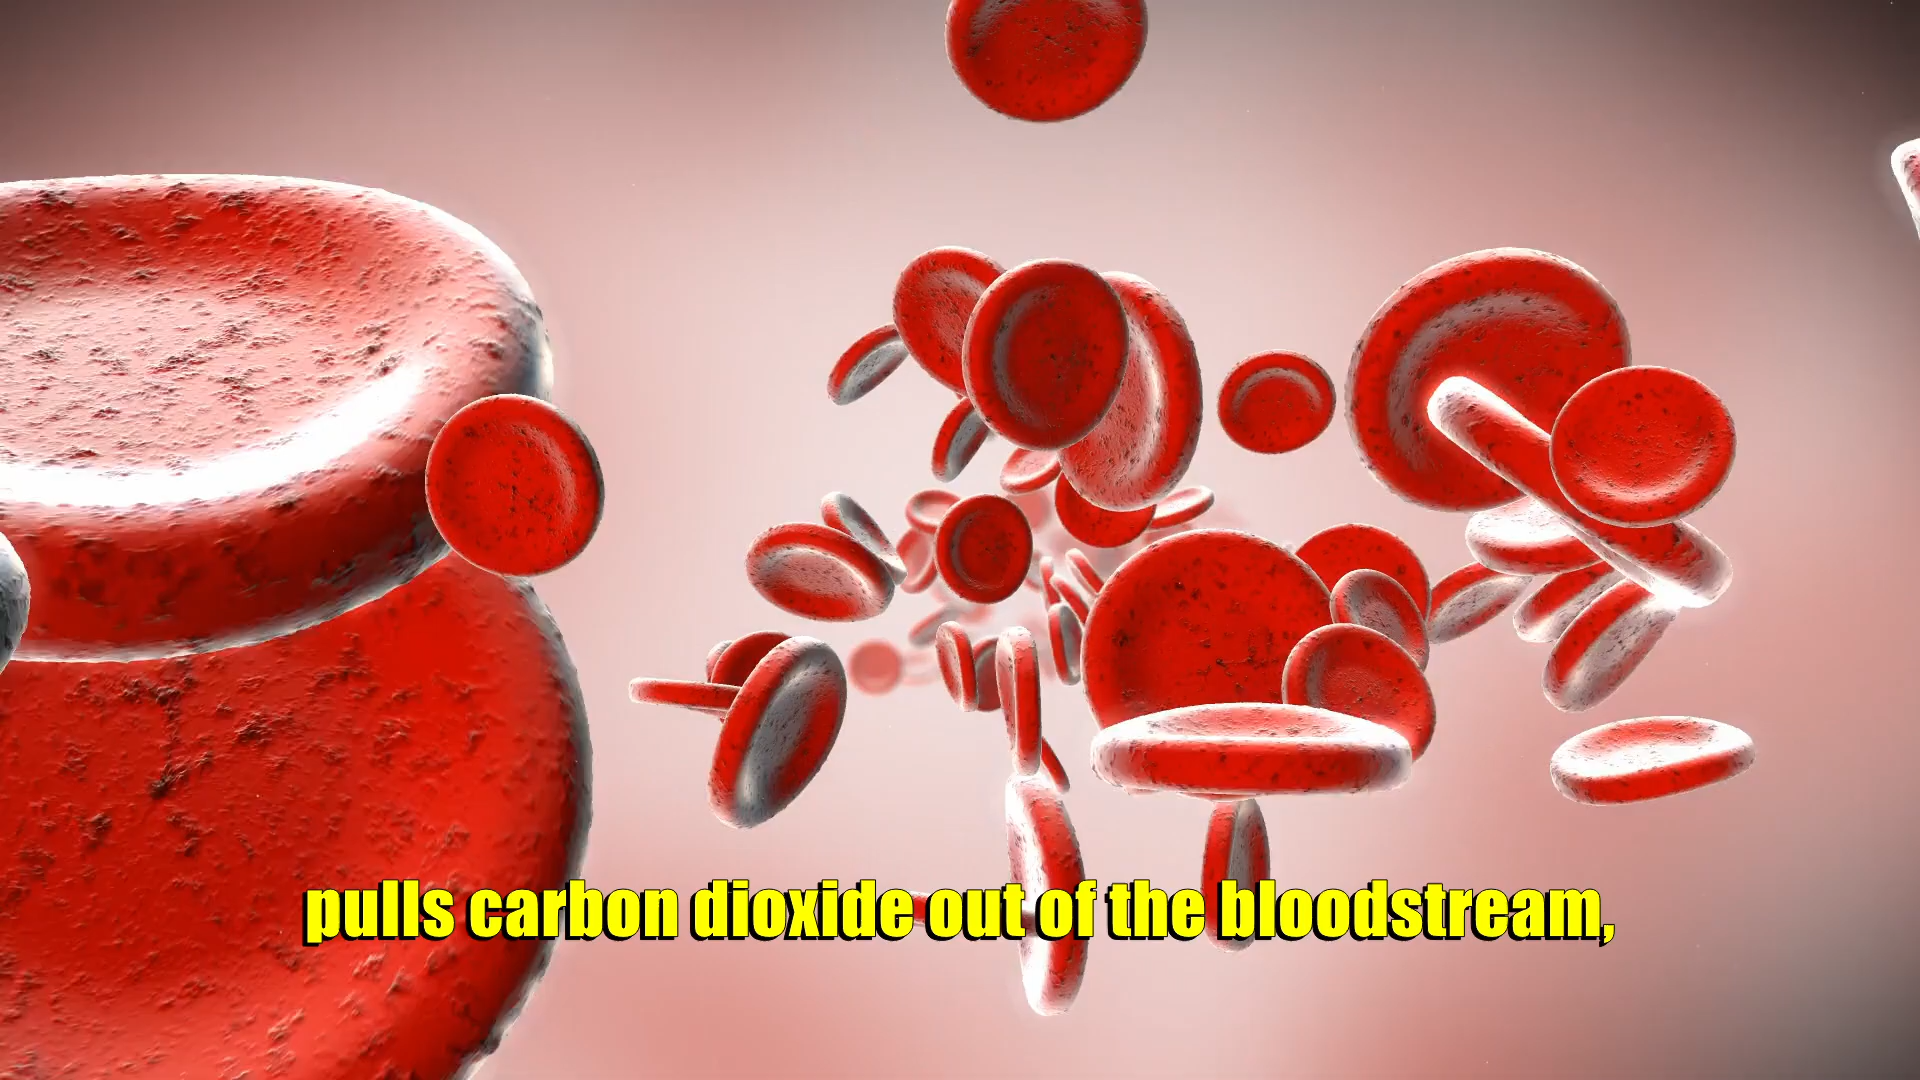 pulls carbon dioxide out of the bloodstream,